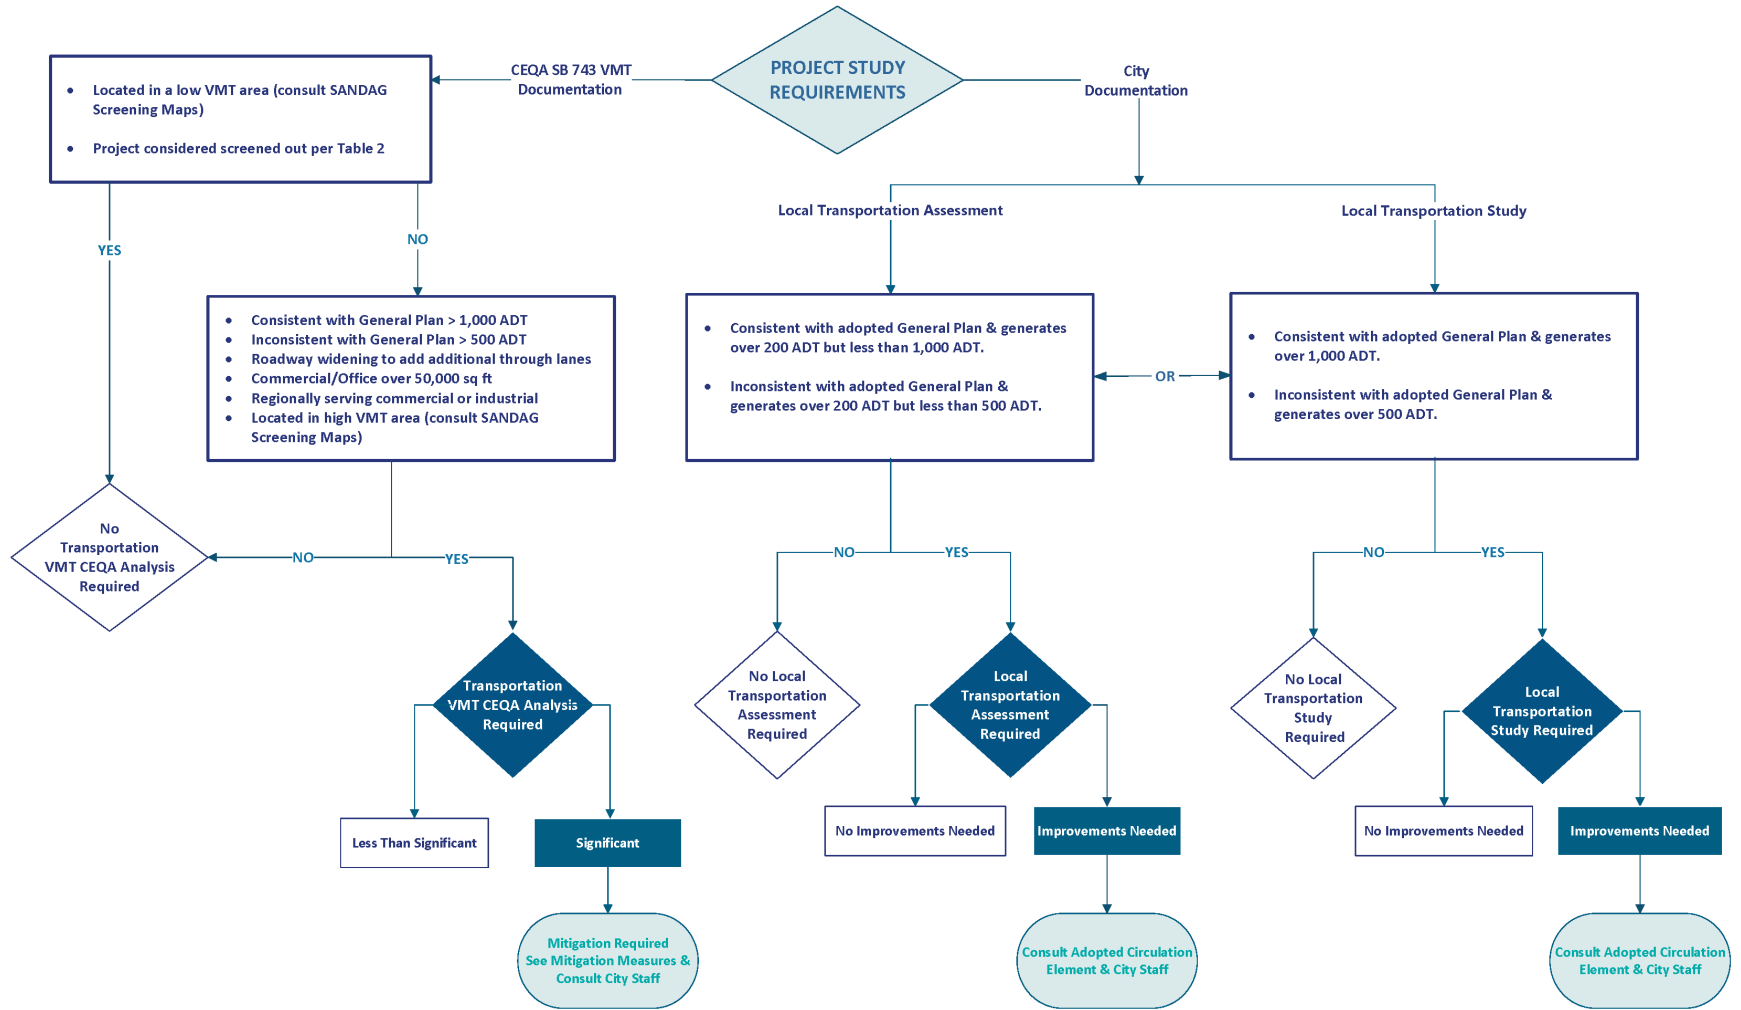 PROJECT STUDY
REQUIREMENTS
CEQA SB 743 VMT
Documentation
City
Documentation
• Located in a low VMT area (consult SANDAG
Screening Maps)
• Project considered screened out per Table 2
YES
NO
Local Transportation Assessment
Local Transportation Study
• Consistent with General Plan > 1,000 ADT
• Inconsistent with General Plan > 500 ADT
• Roadway widening to add additional through lanes
• Commercial/Office over 50,000 sq ft
• Regionally serving commercial or industrial
• Located in high VMT area (consult SANDAG
Screening Maps)
• Consistent with adopted General Plan & generates
over 200 ADT but less than 1,000 ADT.
• Inconsistent with adopted General Plan &
generates over 200 ADT but less than 500 ADT.
OR
• Consistent with adopted General Plan & generates
over 1,000 ADT.
• Inconsistent with adopted General Plan &
generates over 500 ADT.
No
Transportation
VMT CEQA Analysis
Required
NO
YES
NO
YES
NO
YES
Transportation
VMT CEQA Analysis
Required
No Local
Transportation
Assessment
Required
Local
Transportation
Assessment
Required
No Local
Transportation
Study
Required
Local
Transportation
Study Required
Less Than Significant
Significant
No Improvements Needed
Improvements Needed
No Improvements Needed
Improvements Needed
Mitigation Required
See Mitigation Measures &
Consult City Staff
Consult Adopted Circulation
Element & City Staff
Consult Adopted Circulation
Element & City Staff